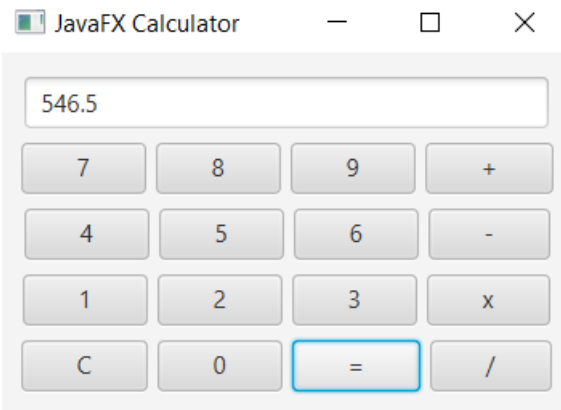 JavaFX Calculator
546.5
7 8 9 +
4 5 6 -
1 2 3 x
C 0 = /